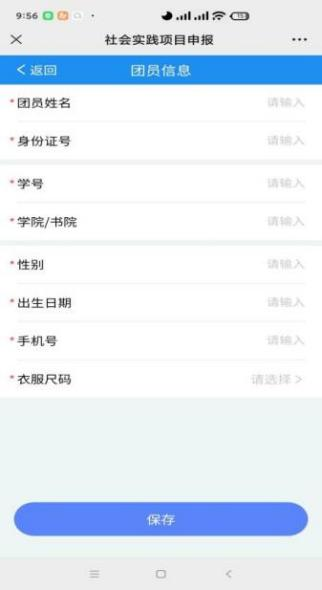 9:56
社会实践项目申报
返回 团员信息
*团员姓名 请输入
*身份证号 请输入
*学号 请输入
*学院/书院 请输入
*性别 请输入
*出生日期 请输入
*手机号 请输入
*衣服尺码 请选择>
保存